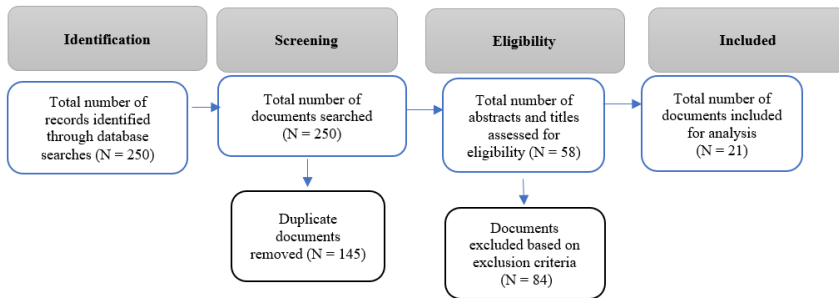 Identification
Screening
Eligibility
Included
Total number of
records identified
through database
searches (N = 250)
Total number of
documents searched
(N = 250)
Total number of
abstracts and titles
assessed for
eligibility (N = 58)
Total number of
documents included
for analysis
(N = 21)
Duplicate
documents
removed (N = 145)
Documents
excluded based on
exclusion criteria
(N = 84)